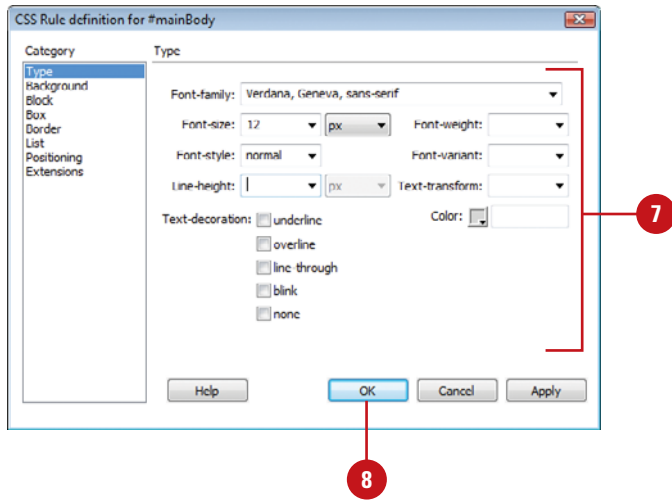 CSS Rule definition for #mainBody
Category
Type
Type
Background
Block
Box
Border
List
Positioning
Extensions
Font-family: Verdana, Geneva, sans-serif
Font-size: 12 px Font-weight:
Font-style: normal Font-variant:
Line-height: px Text-transform:
Text-decoration: underline Color:
overline
line-through
blink
none
7
Help OK Cancel Apply
8